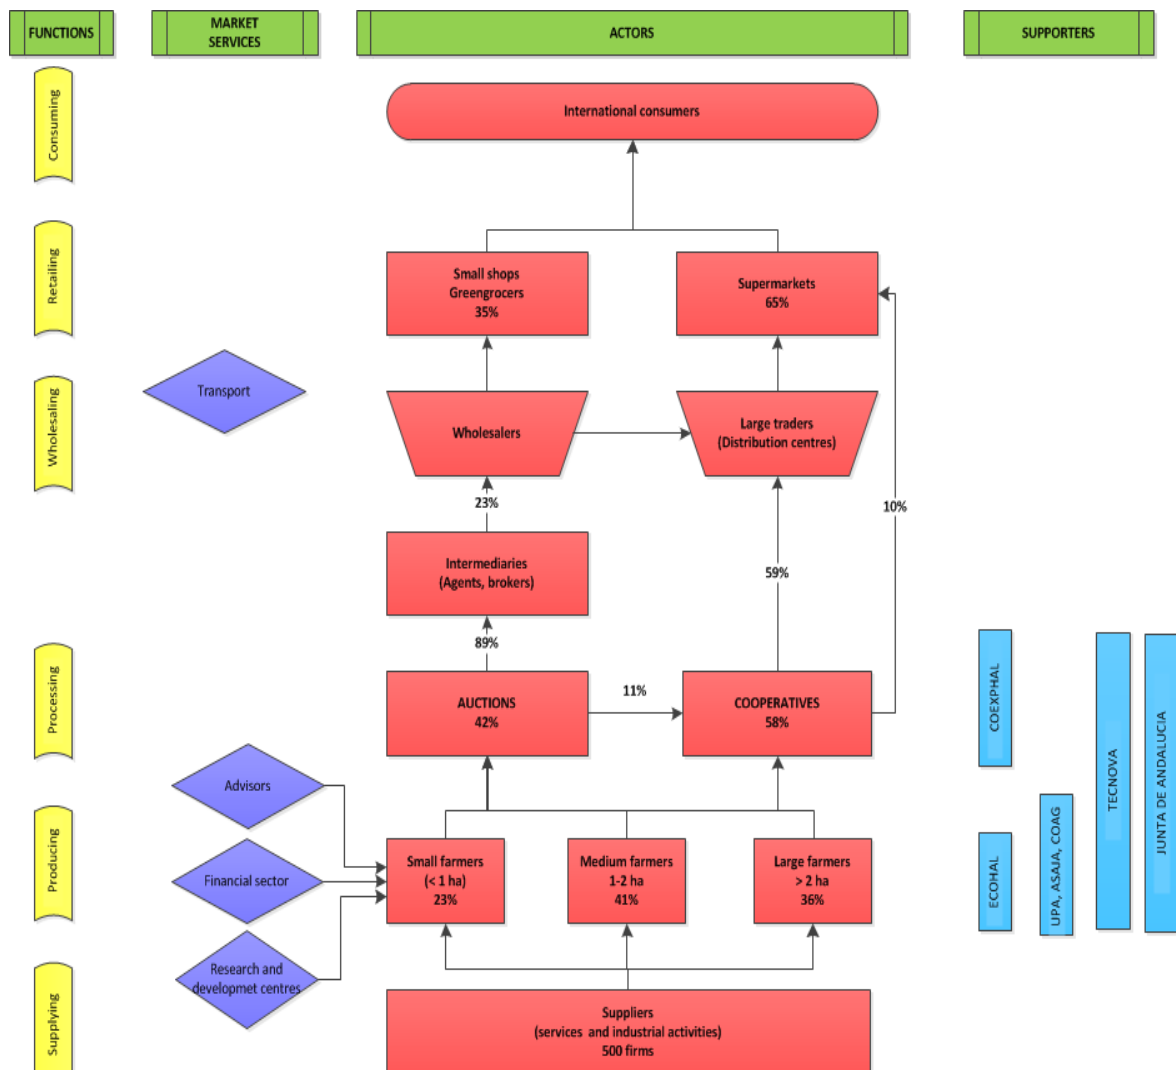 FUNCTIONS
MARKET
SERVICES
ACTORS
SUPPORTERS
Consuming
International consumers
Retailing
Small shops
Greengrocers
35%
Supermarkets
65%
Transport
Wholesaling
Wholesalers
Large traders
(Distribution centres)
23%
10%
Intermediaries
(Agents, brokers)
59%
89%
Processing
AUCTIONS
42%
11%
COOPERATIVES
58%
COEXPHAL
TECNOVA
JUNTA DE ANDALUCIA
Advisors
Producing
Financial sector
Small farmers
(< 1 ha)
23%
Medium farmers
1-2 ha
41%
Large farmers
> 2 ha
36%
ECOHAL
UPA, ASAJA, COAG
Research and
developmet centres
Supplying
Suppliers
(services and industrial activities)
500 firms